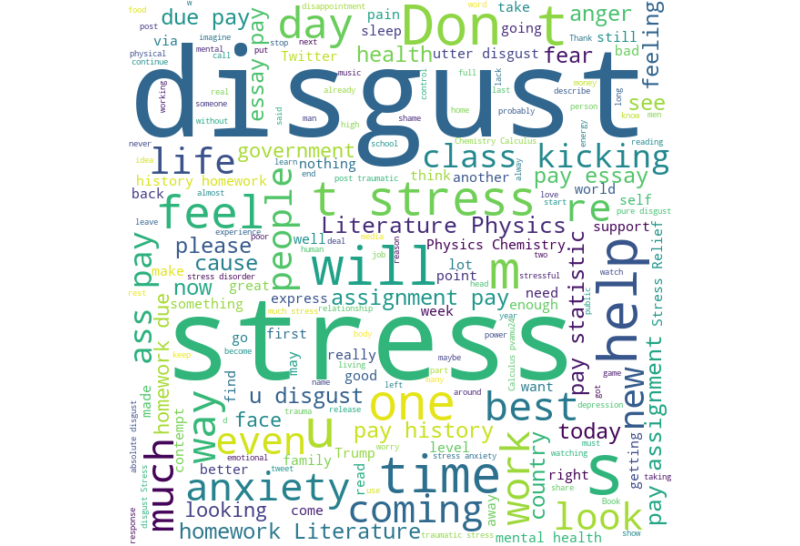 disgust
stress
Don t
day
due pay
essay pay
via
pain
take
sleep
going
anger
still
bad
feeling
health
utter disgust
fear
see
Twitter
food
disappointment
word
Thank
post
imagine
stop
next
physical
mental
put
continue
call
already
music
lack
real
working
someone
said
man
high
shame
control
full
last
describe
long
without
home
probably
person
money
know
men
never
idea
almost
life
government
nothing
school
Chemistry Calculus
class kicking
reading
history homework
learn
end
post traumatic
think
another
energy
pay essay
world
self
back
love
start
pure disgust
leave
experience
feel
people
t stress
re
Literature Physics
support
please
cause
poor
well
deal
media
reason
Physics Chemistry
human
job
lot
point
two
stressful
watch
ass pay
make
now
stress disorder
great
will
m
need
help
new
pay statistic
Stress Relief
public
something
express
relationship
assignment pay
week
head
enough
year
rest
much stress
go
first
body
power
keep
become
may
really
maybe
living
part
many
game
got
made
find
name
good
left
around
want
depression
homework due
way
u disgust
one
best
must
getting
contempt
face
trauma
release
Calculus pvamu24
watching
pay assignment
absolute disgust
much
even
u
pay history
work
country
today
emotional
Trump
worry
level
better
family
stress anxiety
right
taking
tweet
share
Book
s
disgust Stress
anxiety
time
read
use
looking
come
coming
away
look
show
response
homework Literature
traumatic stress
mental health